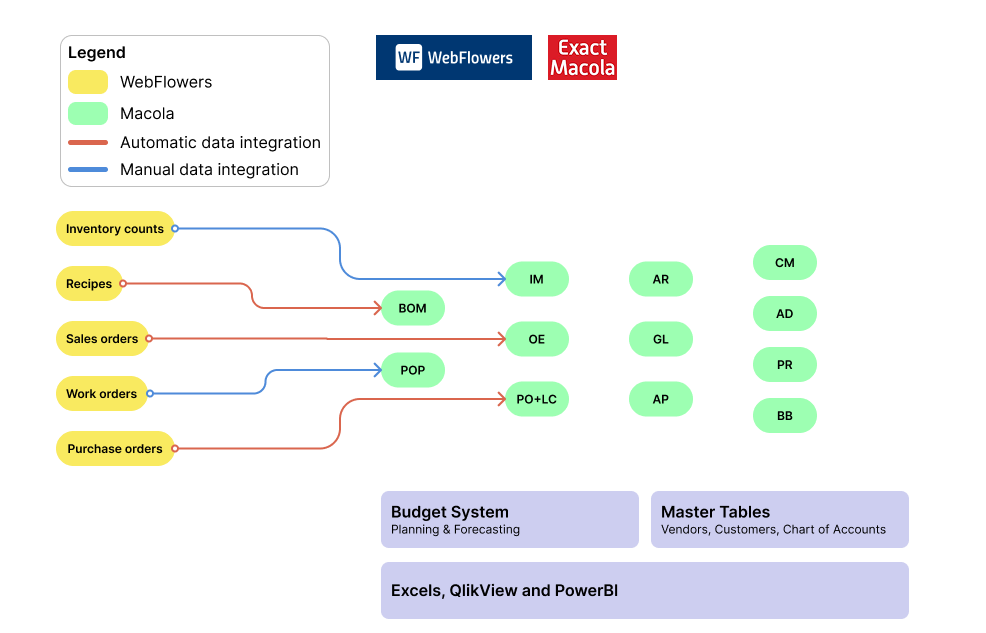 Legend
WebFlowers
Macola
Automatic data integration
Manual data integration
WF WebFlowers
Exact
Macola
Inventory counts
Recipes
Sales orders
Work orders
Purchase orders
BOM
POP
IM
OE
PO+LC
AR
GL
AP
CM
AD
PR
BB
Budget System
Planning & Forecasting
Master Tables
Vendors, Customers, Chart of Accounts
Excels, QlikView and PowerBI